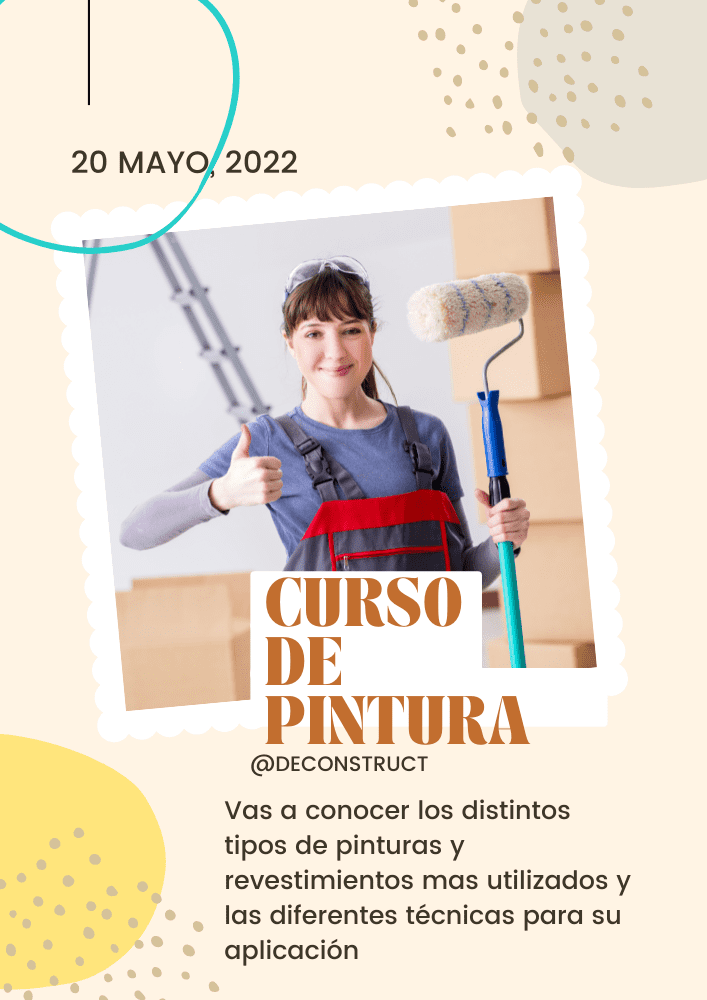 20 MAYO, 2022
CURSO
DE
PINTURA
@DECONSTRUCT
Vas a conocer los distintos
tipos de pinturas y
revestimientos mas utilizados y
las diferentes técnicas para su
aplicación